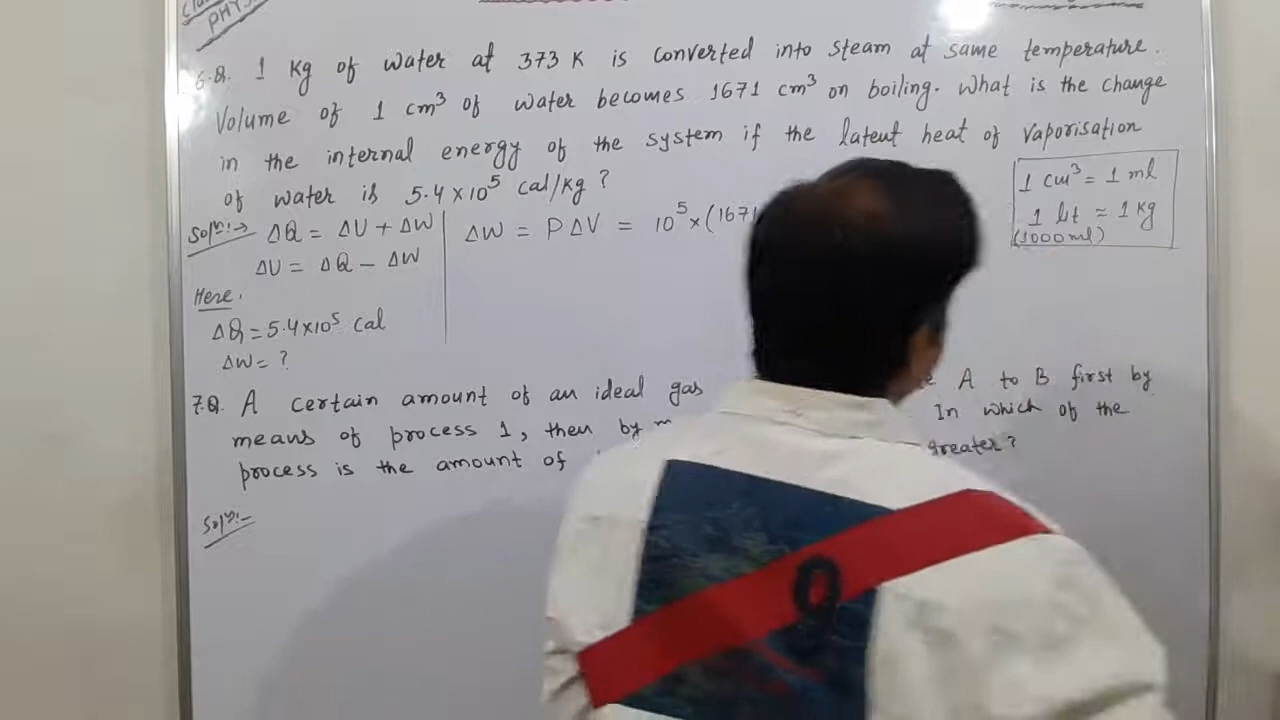 PHYS
6.Q. 1 Kg of water at 373 K is converted into steam at same temperature.
Volume of 1 cm³ of water becomes 1671 cm³ on boiling. What is the change
in the internal energy of the system if the latent heat of vaporisation
of water is 5.4 × 10⁵ Cal/Kg ?
1 cm³ = 1 ml
1 lit = 1 Kg
(1000 ml)
Solⁿ:→ ΔQ = ΔU + ΔW
ΔU = ΔQ - ΔW
ΔW = PΔV = 10⁵ × (1671
Here,
ΔQ = 5.4×10⁵ Cal
ΔW = ?
7.Q. A certain amount of an ideal gas A to B first by
means of process 1, then by In which of the
process is the amount of greater?
Solⁿ:-
9